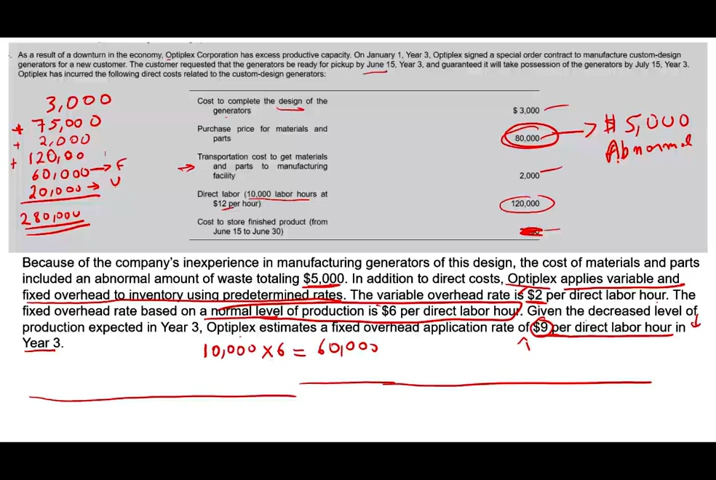 As a result of a downturn in the economy, Optiplex Corporation has excess productive capacity. On January 1, Year 3, Optiplex signed a special order contract to manufacture custom-design
generators for a new customer. The customer requested that the generators be ready for pickup by June 15, Year 3, and guaranteed it will take possession of the generators by July 15, Year 3.
Optiplex has incurred the following direct costs related to the custom-design generators:
3,000
+ 75,000
+ 2,000
+ 120,00
60,000 → F
20,000 → V
280,000
Cost to complete the design of the
generators
$ 3,000
Purchase price for materials and
parts
80,000
→ $5,000
Abnormal
Transportation cost to get materials
and parts to manufacturing
facility
2,000
Direct labor (10,000 labor hours at
$12 per hour)
120,000
Cost to store finished product (from
June 15 to June 30)
Because of the company's inexperience in manufacturing generators of this design, the cost of materials and parts
included an abnormal amount of waste totaling $5,000. In addition to direct costs, Optiplex applies variable and
fixed overhead to inventory using predetermined rates. The variable overhead rate is $2 per direct labor hour. The
fixed overhead rate based on a normal level of production is $6 per direct labor hour. Given the decreased level of
production expected in Year 3, Optiplex estimates a fixed overhead application rate of $9 per direct labor hour in
Year 3.
10,000 x 6 = 60,000